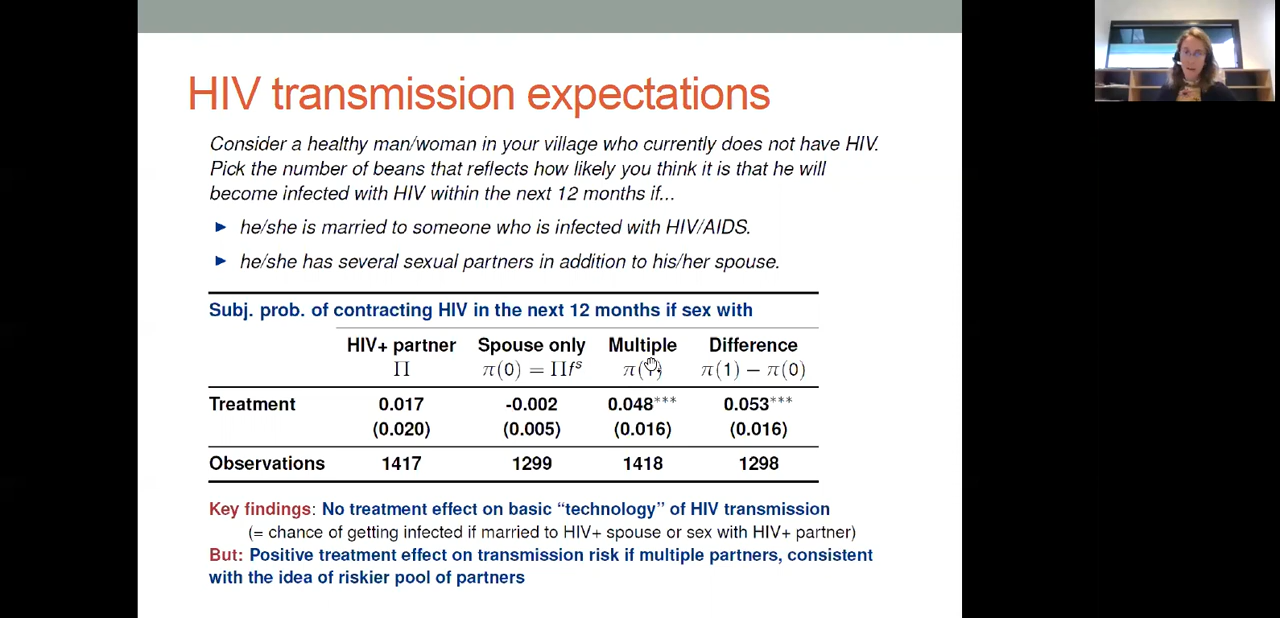 HIV transmission expectations
Consider a healthy man/woman in your village who currently does not have HIV.
Pick the number of beans that reflects how likely you think it is that he will
become infected with HIV within the next 12 months if...
► he/she is married to someone who is infected with HIV/AIDS.
► he/she has several sexual partners in addition to his/her spouse.
Subj. prob. of contracting HIV in the next 12 months if sex with
HIV+ partner Spouse only Multiple Difference
Π π(0) = Πfˢ π( ) π(1) − π(0)
Treatment 0.017 -0.002 0.048*** 0.053***
(0.020) (0.005) (0.016) (0.016)
Observations 1417 1299 1418 1298
Key findings: No treatment effect on basic “technology” of HIV transmission
(= chance of getting infected if married to HIV+ spouse or sex with HIV+ partner)
But: Positive treatment effect on transmission risk if multiple partners, consistent
with the idea of riskier pool of partners